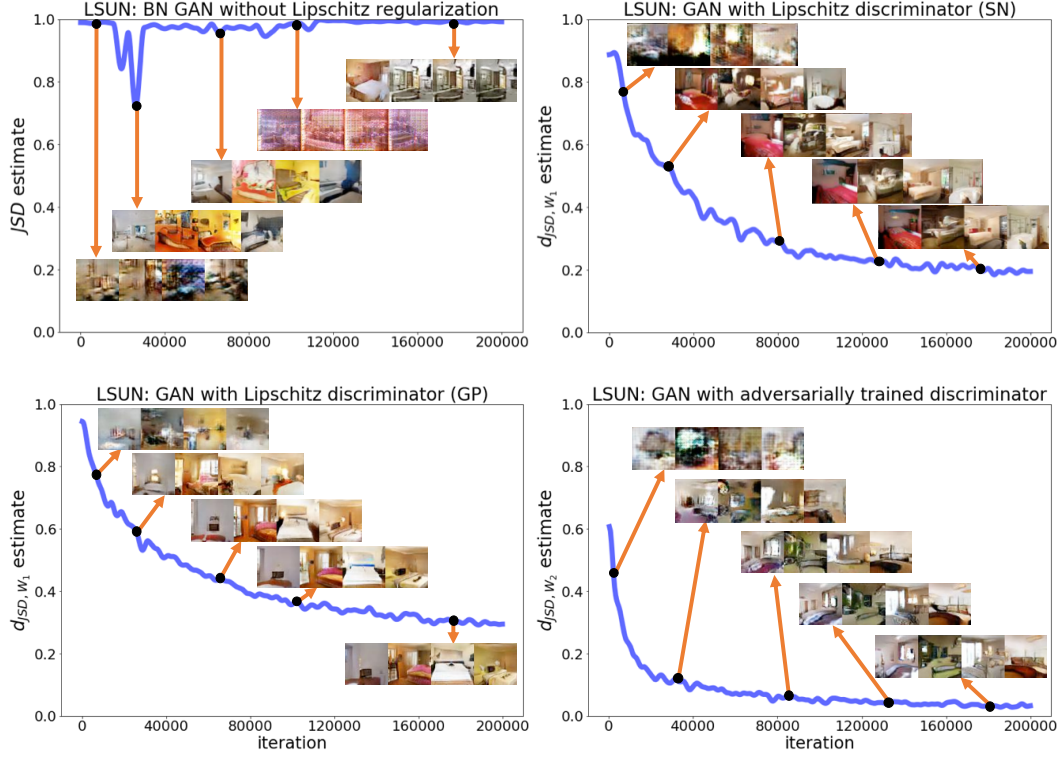 LSUN: BN GAN without Lipschitz regularization
JSD estimate
1.0
0.8
0.6
0.4
0.2
0.0
0 40000 80000 120000 160000 200000
LSUN: GAN with Lipschitz discriminator (SN)
d_{JSD, W_1} estimate
1.0
0.8
0.6
0.4
0.2
0.0
0 40000 80000 120000 160000 200000
LSUN: GAN with Lipschitz discriminator (GP)
d_{JSD, W_1} estimate
1.0
0.8
0.6
0.4
0.2
0.0
0 40000 80000 120000 160000 200000
iteration
LSUN: GAN with adversarially trained discriminator
d_{JSD, W_2} estimate
1.0
0.8
0.6
0.4
0.2
0.0
0 40000 80000 120000 160000 200000
iteration